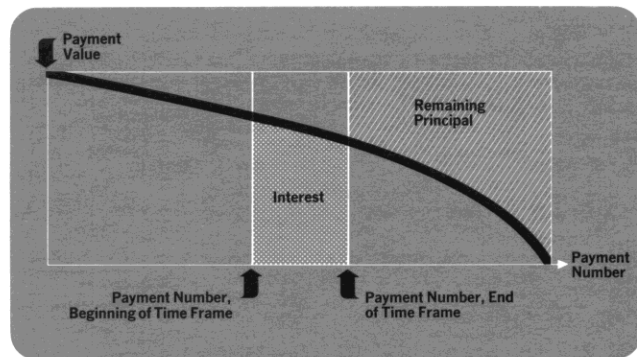 Payment
Value
Remaining
Principal
Interest
Payment
Number
Payment Number,
Beginning of Time Frame
Payment Number, End
of Time Frame